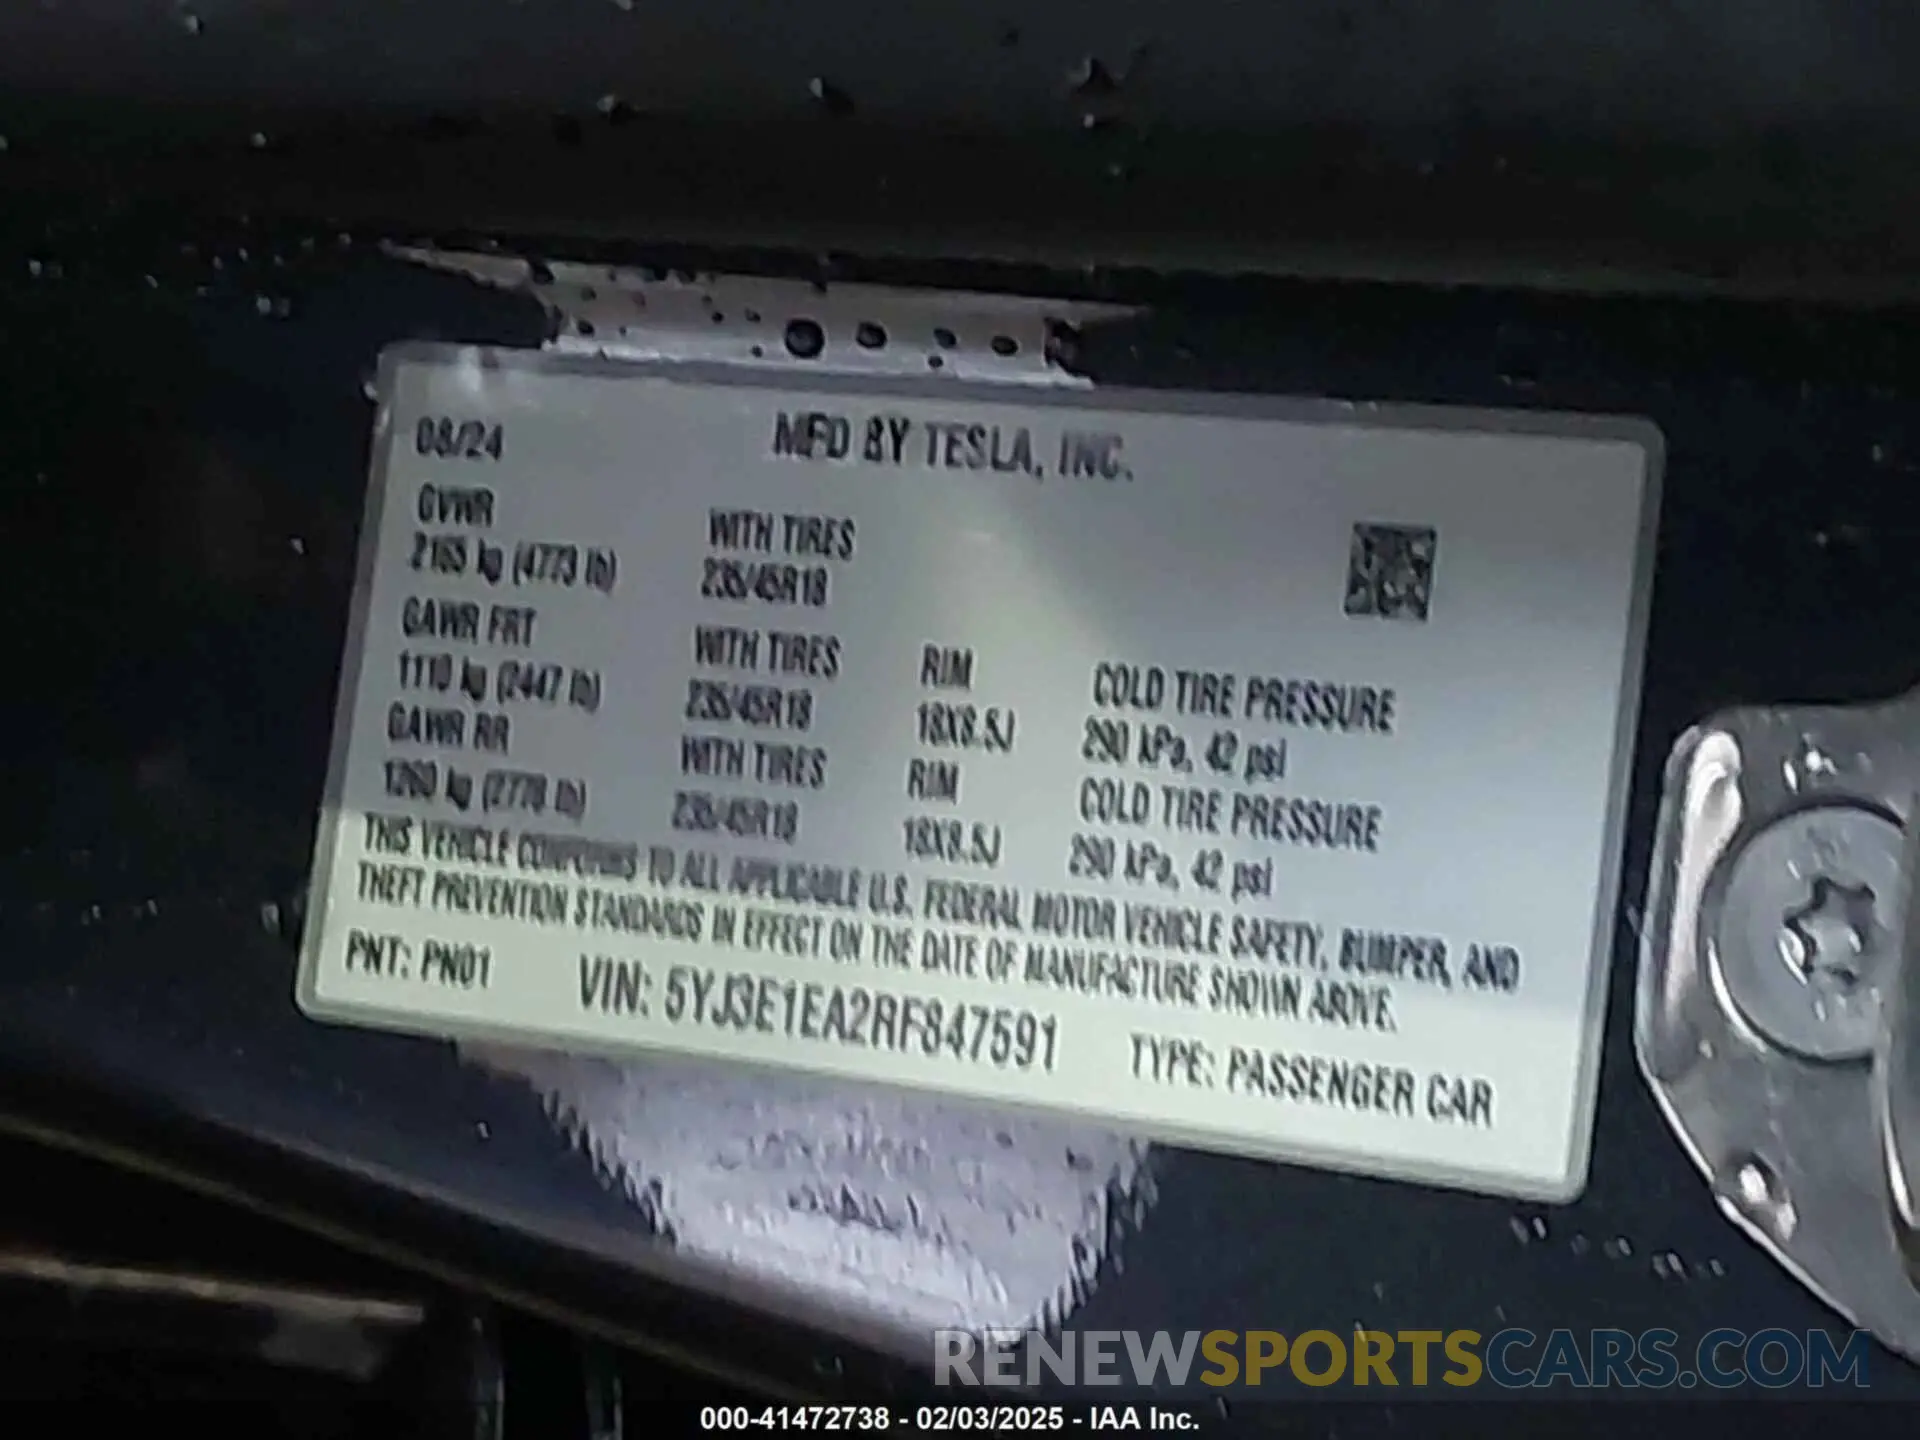 08/24
MFD BY TESLA, INC.
GVWR
2165 kg (4773 lb)
WITH TIRES
235/45R18
GAWR FRT
1110 kg (2447 lb)
WITH TIRES
235/45R18
RIM
18X8.5J
COLD TIRE PRESSURE
290 kPa, 42 psi
GAWR RR
1260 kg (2778 lb)
WITH TIRES
235/45R18
RIM
18X8.5J
COLD TIRE PRESSURE
290 kPa, 42 psi
THIS VEHICLE CONFORMS TO ALL APPLICABLE U.S. FEDERAL MOTOR VEHICLE SAFETY, BUMPER, AND
THEFT PREVENTION STANDARDS IN EFFECT ON THE DATE OF MANUFACTURE SHOWN ABOVE.
PNT: PN01
VIN: 5YJ3E1EA2RF847591
TYPE: PASSENGER CAR
RENEWSPORTSCARS.COM
000-41472738 - 02/03/2025 - IAA Inc.